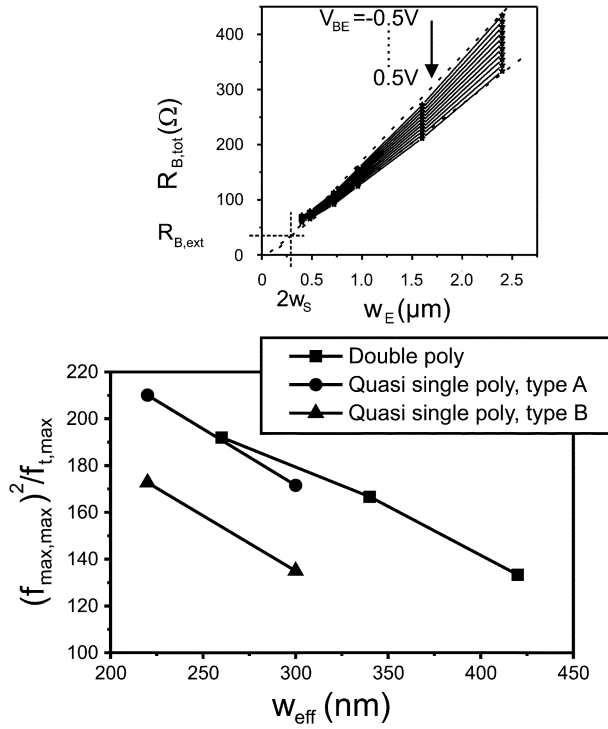 V_BE =-0.5V
0.5V
400
300
200
100
0
R_B,tot(Ω)
R_B,ext
0 0.5 1.0 1.5 2.0 2.5
2w_S
w_E(μm)
Double poly
Quasi single poly, type A
Quasi single poly, type B
220
200
180
160
140
120
100
(f_max,max)²/f_t,max
200 250 300 350 400 450
w_eff (nm)